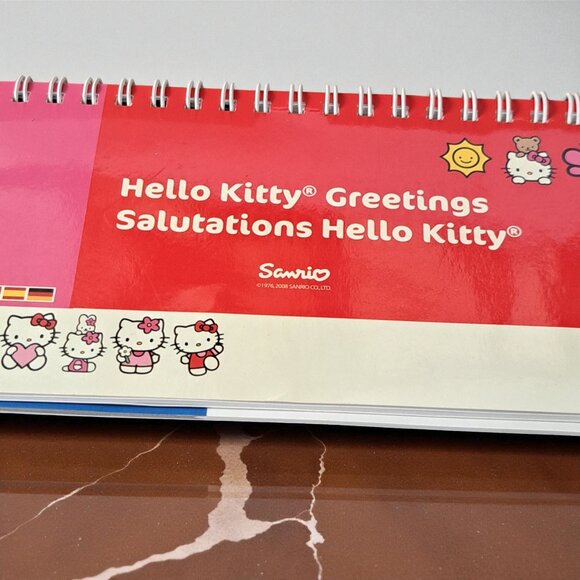 Hello Kitty® Greetings
Salutations Hello Kitty®
Sanrio
©1976, 2008 SANRIO CO., LTD.